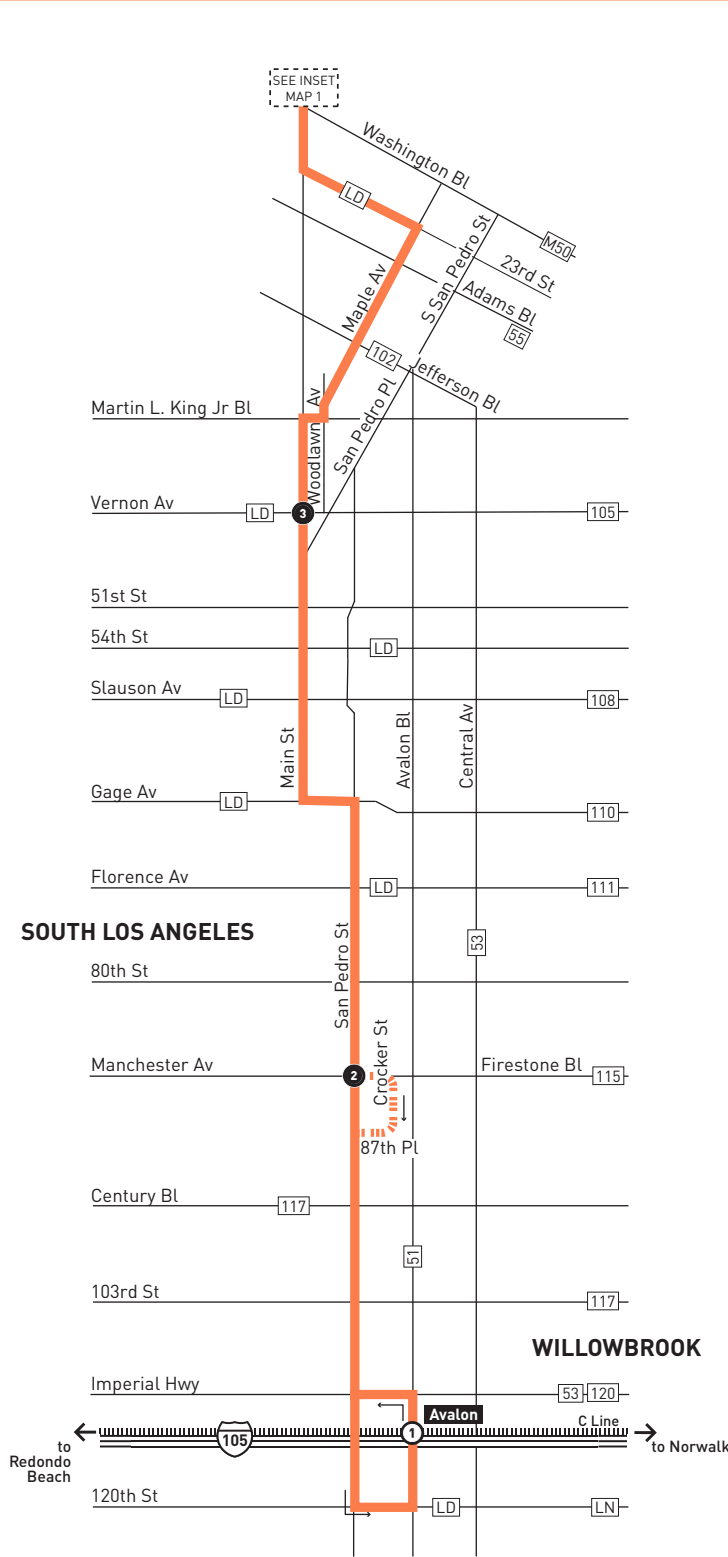 SEE INSET
MAP 1
Washington Bl
LD
M50
S San Pedro St
23rd St
Maple Av
Adams Bl
55
102
Jefferson Bl
Martin L. King Jr Bl
Woodlawn Av
San Pedro Pl
Vernon Av
LD
3
105
51st St
54th St
LD
Slauson Av
LD
108
Main St
Avalon Bl
Central Av
Gage Av
LD
110
Florence Av
LD
111
SOUTH LOS ANGELES
San Pedro St
53
80th St
Crocker St
Manchester Av
2
Firestone Bl
115
87th Pl
Century Bl
117
51
103rd St
117
WILLOWBROOK
Imperial Hwy
53
120
Avalon
C Line
105
1
to
Redondo
Beach
to Norwalk
120th St
LD
LN